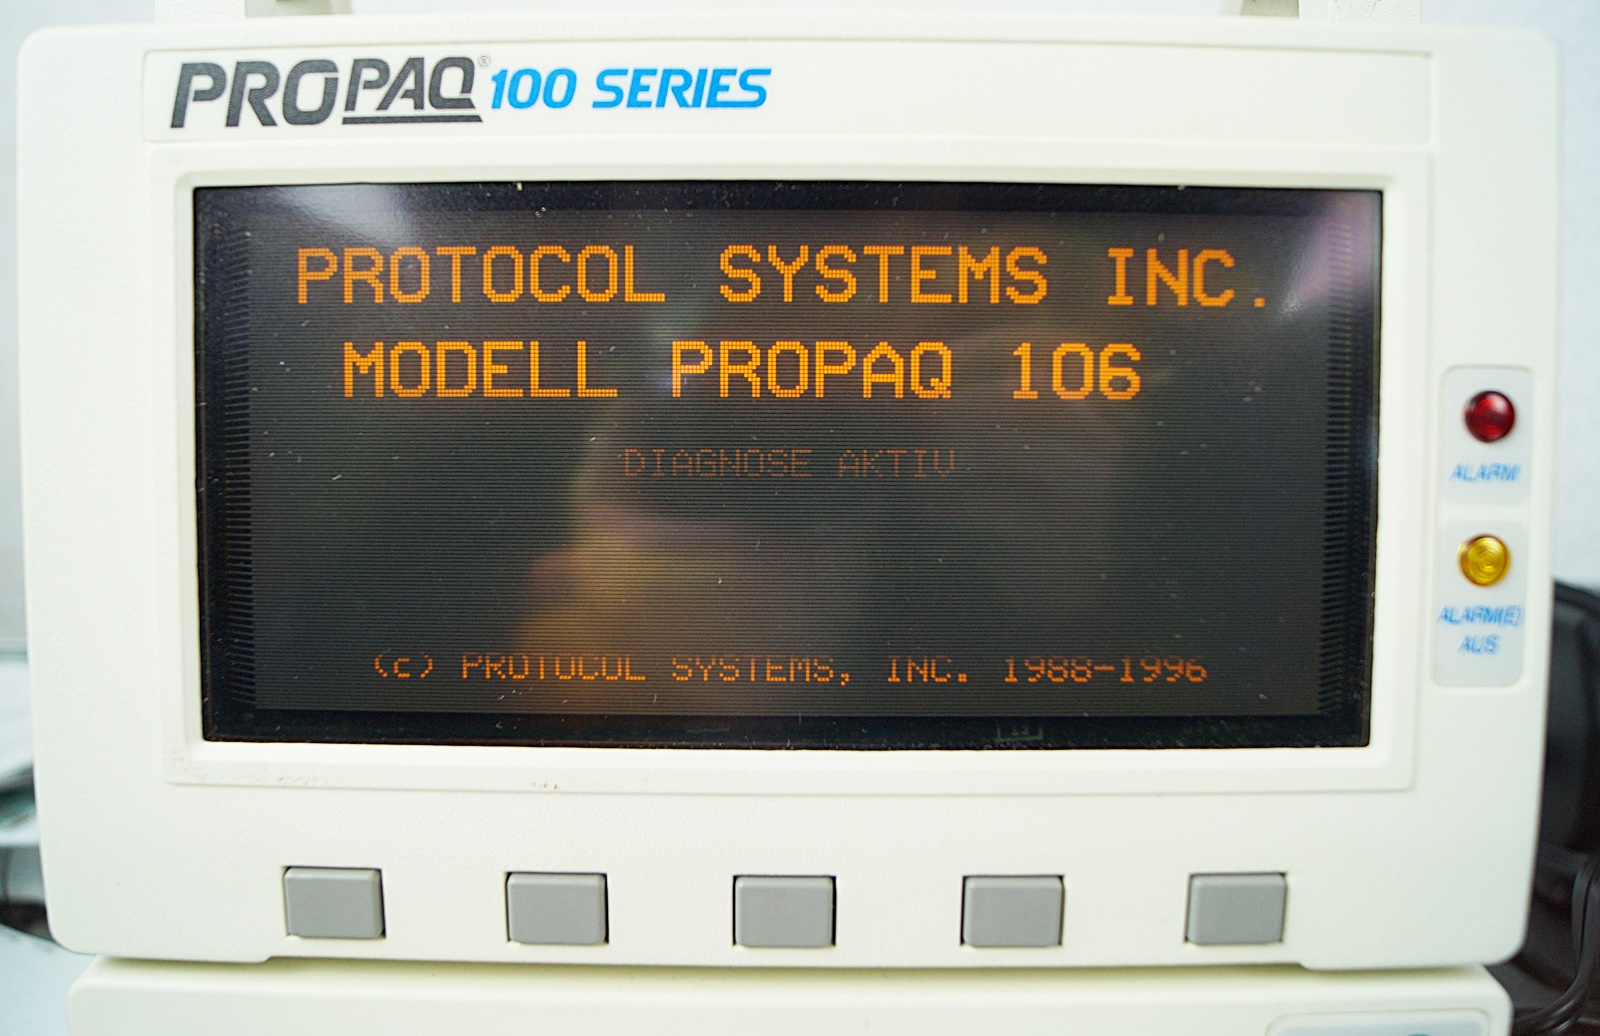 PROPAQ® 100 SERIES
PROTOCOL SYSTEMS INC.
MODELL PROPAQ 106
DIAGNOSE AKTIV
(c) PROTOCOL SYSTEMS, INC. 1988-1996
ALARM
ALARM(E)
AUS